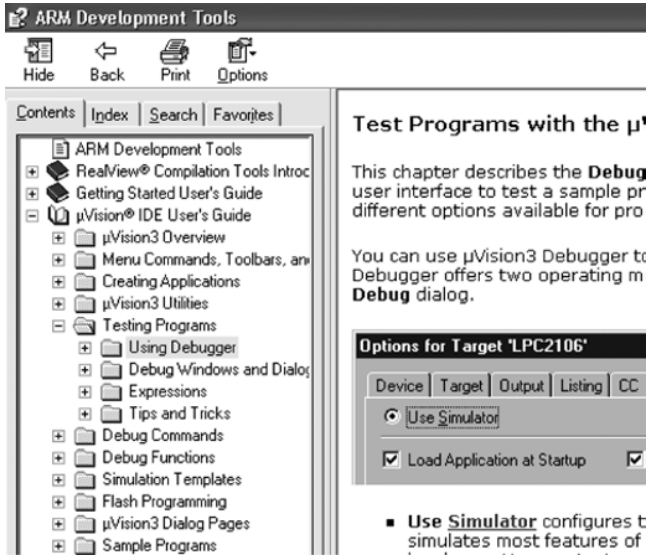 ARM Development Tools
Hide Back Print Options
Contents Index Search Favorites
ARM Development Tools
RealView® Compilation Tools Introc
Getting Started User's Guide
µVision® IDE User's Guide
µVision3 Overview
Menu Commands, Toolbars, an
Creating Applications
µVision3 Utilities
Testing Programs
Using Debugger
Debug Windows and Dialog
Expressions
Tips and Tricks
Debug Commands
Debug Functions
Simulation Templates
Flash Programming
µVision3 Dialog Pages
Sample Programs
Test Programs with the µ
This chapter describes the Debug
user interface to test a sample pr
different options available for pro
You can use µVision3 Debugger to
Debugger offers two operating m
Debug dialog.
Options for Target 'LPC2106'
Device Target Output Listing CC
Use Simulator
Load Application at Startup
Use Simulator configures t
simulates most features of